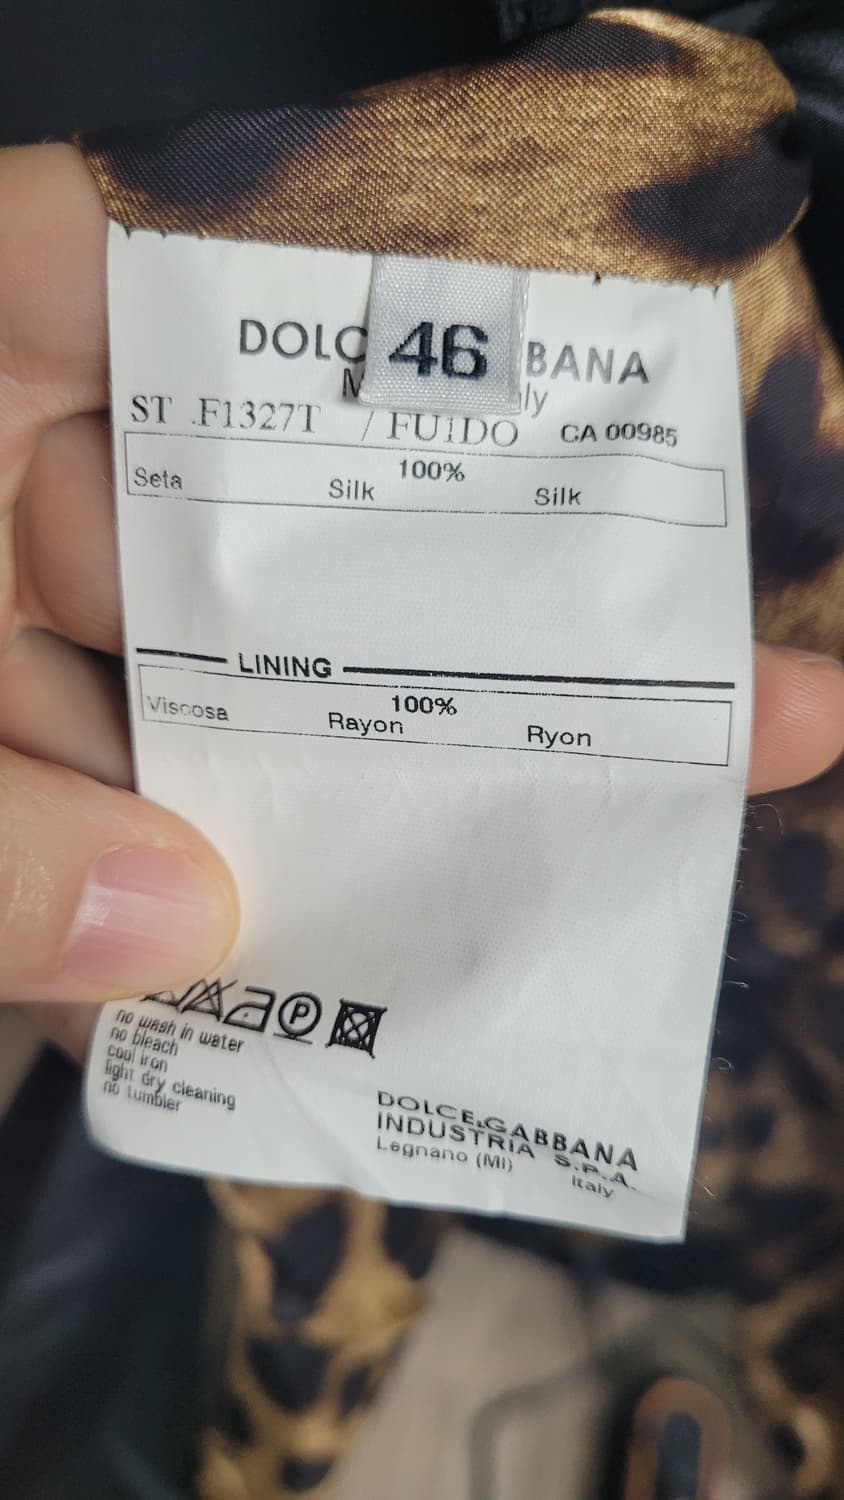 DOLC 46 BANA
M ly
ST .F1327T / FU1DO CA 00985
100%
Seta Silk Silk
LINING
100%
Viscosa Rayon Ryon
P
no wash in water
no bleach
cool iron
light dry cleaning
no tumbler
DOLCE&GABBANA
INDUSTRIA S.P.A.
Legnano (MI)
Italy